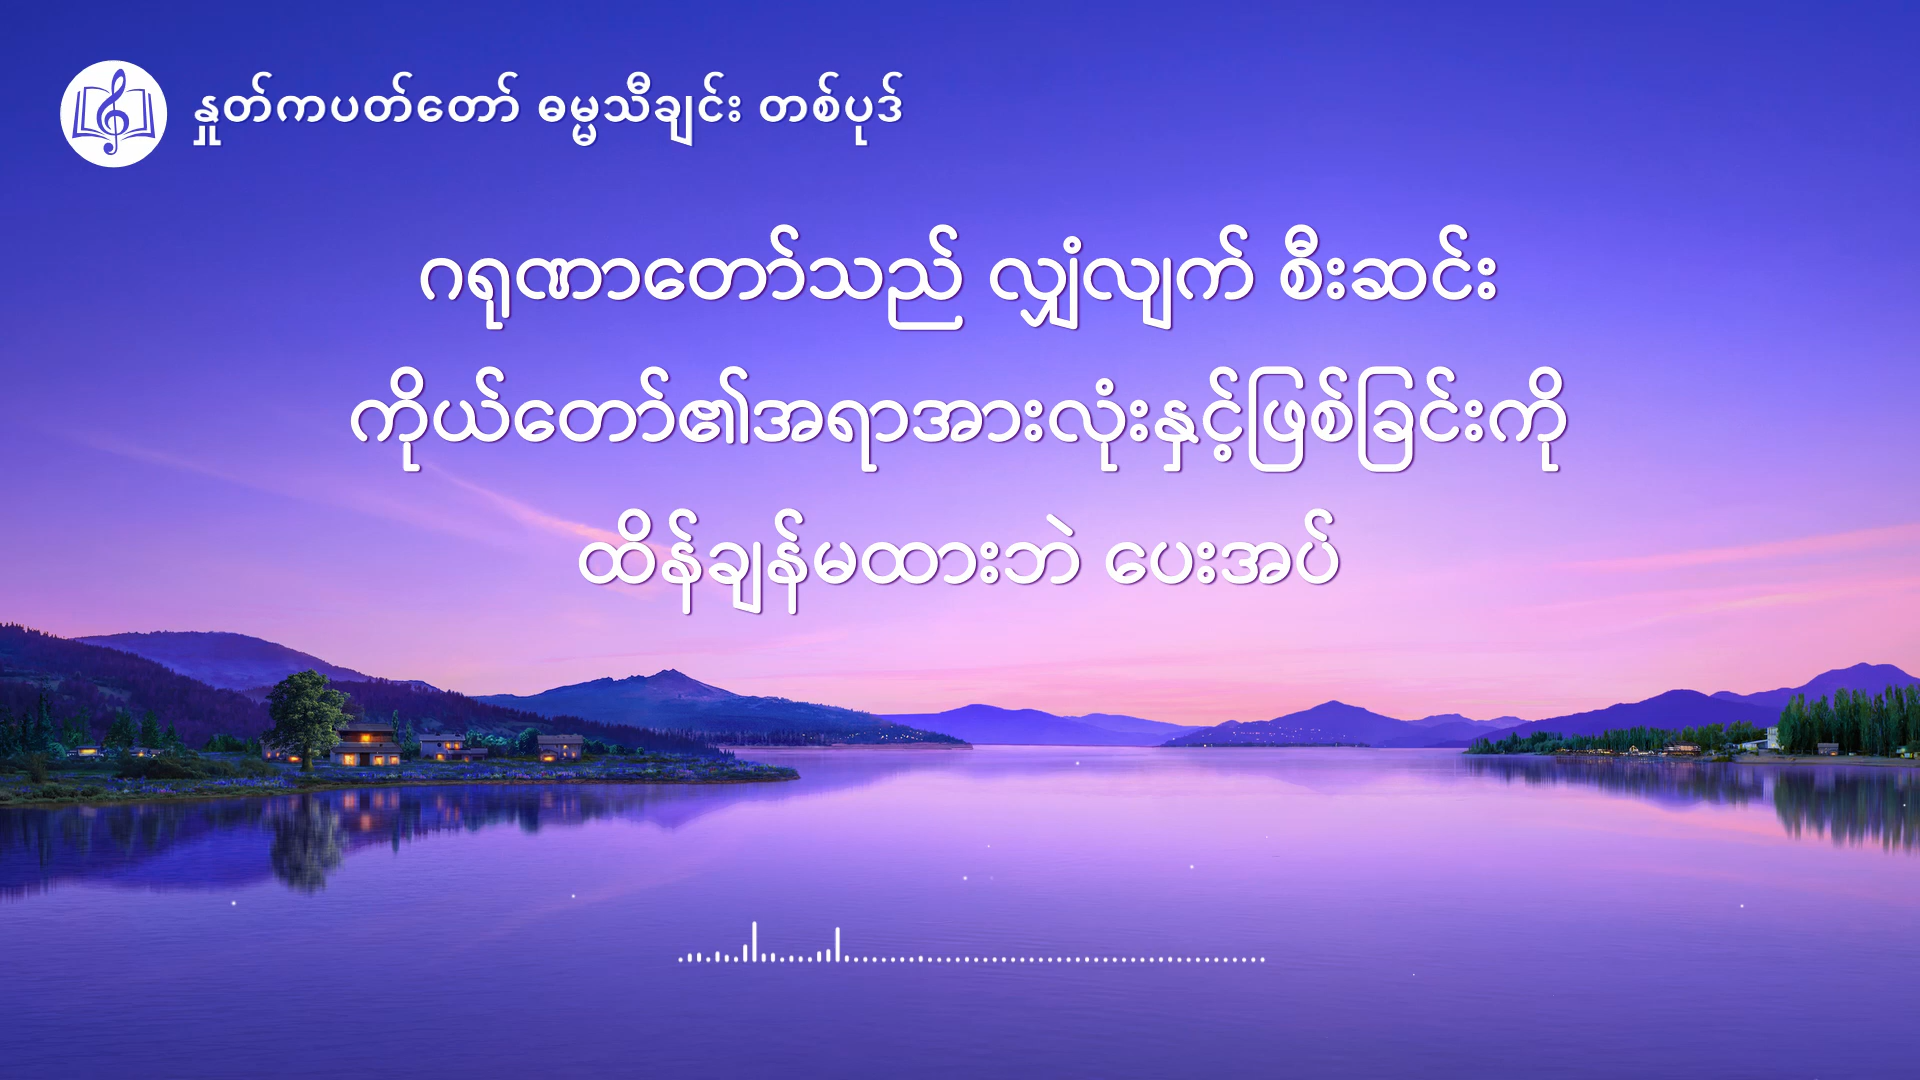 နှုတ်ကပတ်တော် ဓမ္မသီချင်း တစ်ပုဒ်
ဂရုဏာတော်သည် လျှံလျက် စီးဆင်း
ကိုယ်တော်၏အရာအားလုံးနှင့်ဖြစ်ခြင်းကို
ထိန်ချန်မထားဘဲ ပေးအပ်